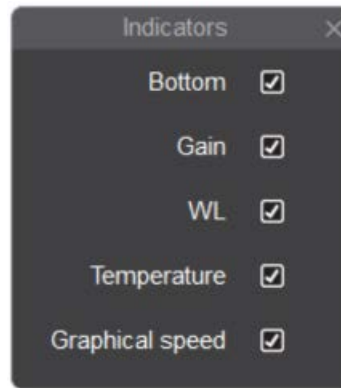 Indicators
Bottom
Gain
WL
Temperature
Graphical speed